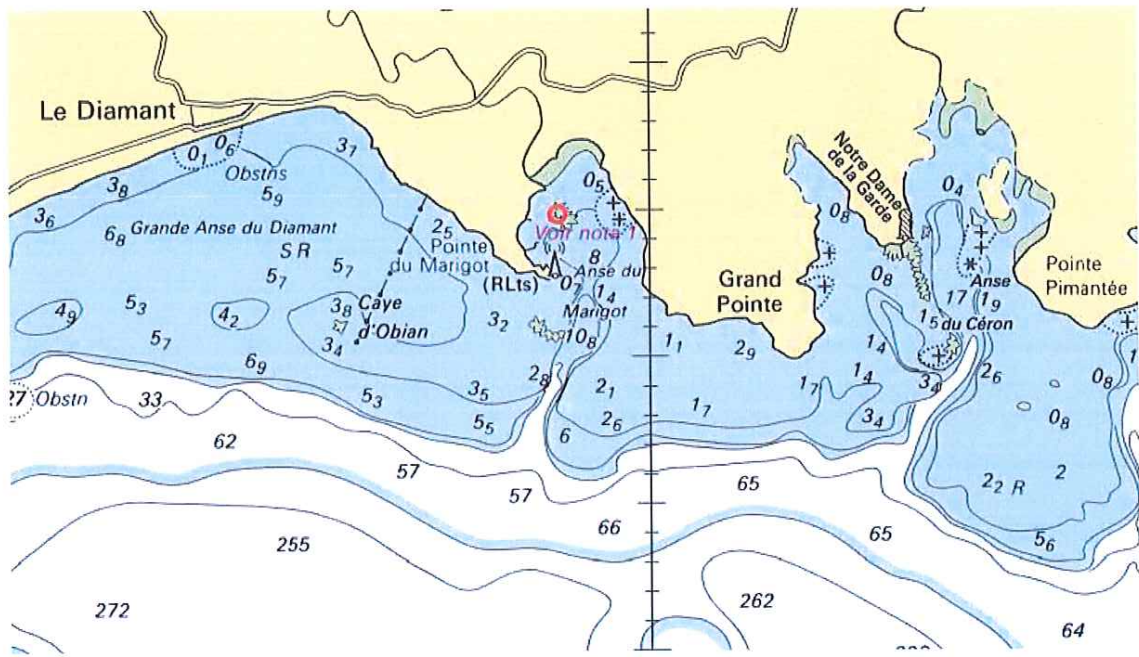 Le Diamant
0₁ 0₆
Obstns
3₇
3₈
3₆
5₉
6₈
Grande Anse du Diamant
S R
2₅
Pointe
du Marigot
5₇
5₇
(RLts)
0₅
Voir nota 1
8
0₇
Anse du
1₄
Marigot
10₈
Notre Dame
de la Garde
0₈
0₄
0₈
Grand
Pointe
Anse
du Céron
17
1₉
1₅
Pointe
Pimantée
4₉
5₃
4₂
3₈
Caye
d'Obian
3₄
3₂
5₇
6₉
5₃
3₅
5₅
2₈
2₁
2₆
6
1₁
2₉
1₇
1₇
1₄
1₄
3₄
3₄
2₆
0₈
0₈
27
Obstn
33
62
57
57
66
65
65
2₂ R
2
5₆
255
272
262
64